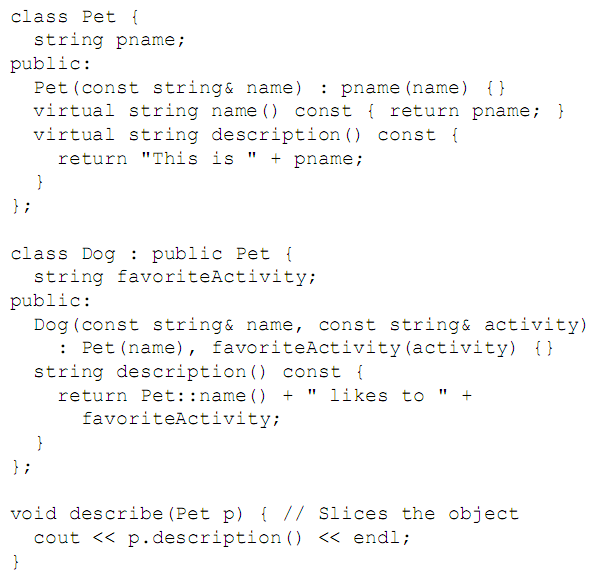 class Pet {
  string pname;
public:
  Pet(const string& name) : pname(name) {}
  virtual string name() const { return pname; }
  virtual string description() const {
    return "This is " + pname;
  }
};

class Dog : public Pet {
  string favoriteActivity;
public:
  Dog(const string& name, const string& activity)
    : Pet(name), favoriteActivity(activity) {}
  string description() const {
    return Pet::name() + " likes to " +
      favoriteActivity;
  }
};

void describe(Pet p) { // Slices the object
  cout << p.description() << endl;
}